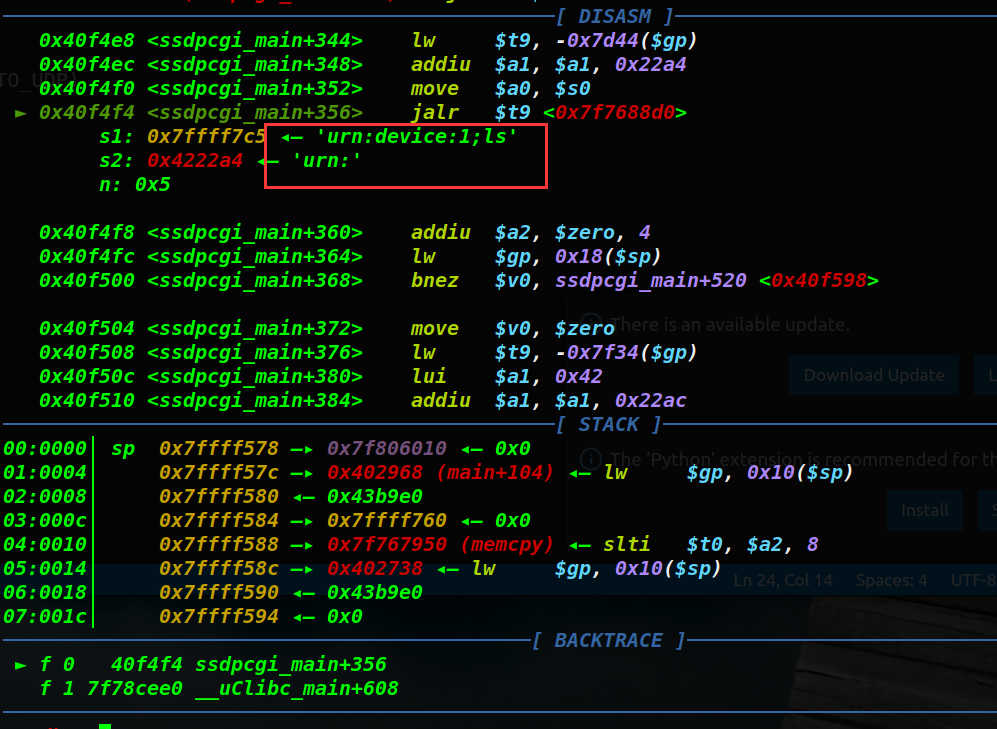 [ DISASM ]
0x40f4e8 <ssdpcgi_main+344> lw $t9, -0x7d44($gp)
0x40f4ec <ssdpcgi_main+348> addiu $a1, $a1, 0x22a4
0x40f4f0 <ssdpcgi_main+352> move $a0, $s0
► 0x40f4f4 <ssdpcgi_main+356> jalr $t9 <0x7f7688d0>
s1: 0x7ffff7c5 ◂— 'urn:device:1;ls'
s2: 0x4222a4 ◂— 'urn:'
n: 0x5
0x40f4f8 <ssdpcgi_main+360> addiu $a2, $zero, 4
0x40f4fc <ssdpcgi_main+364> lw $gp, 0x18($sp)
0x40f500 <ssdpcgi_main+368> bnez $v0, ssdpcgi_main+520 <0x40f598>
0x40f504 <ssdpcgi_main+372> move $v0, $zero
There is an available update.
0x40f508 <ssdpcgi_main+376> lw $t9, -0x7f34($gp)
0x40f50c <ssdpcgi_main+380> lui $a1, 0x42
Download Update
0x40f510 <ssdpcgi_main+384> addiu $a1, $a1, 0x22ac
[ STACK ]
00:0000│ sp 0x7ffff578 —▸ 0x7f806010 ◂— 0x0
The 'Python' extension is recommended for th
01:0004│ 0x7ffff57c —▸ 0x402968 (main+104) ◂— lw $gp, 0x10($sp)
02:0008│ 0x7ffff580 ◂— 0x43b9e0
Install
03:000c│ 0x7ffff584 —▸ 0x7ffff760 ◂— 0x0
04:0010│ 0x7ffff588 —▸ 0x7f767950 (memcpy) ◂— slti $t0, $a2, 8
05:0014│ 0x7ffff58c —▸ 0x402738 ◂— lw $gp, 0x10($sp)
Ln 24, Col 14 Spaces: 4 UTF-8
06:0018│ 0x7ffff590 ◂— 0x43b9e0
07:001c│ 0x7ffff594 ◂— 0x0
[ BACKTRACE ]
► f 0 40f4f4 ssdpcgi_main+356
f 1 7f78cee0 __uClibc_main+608